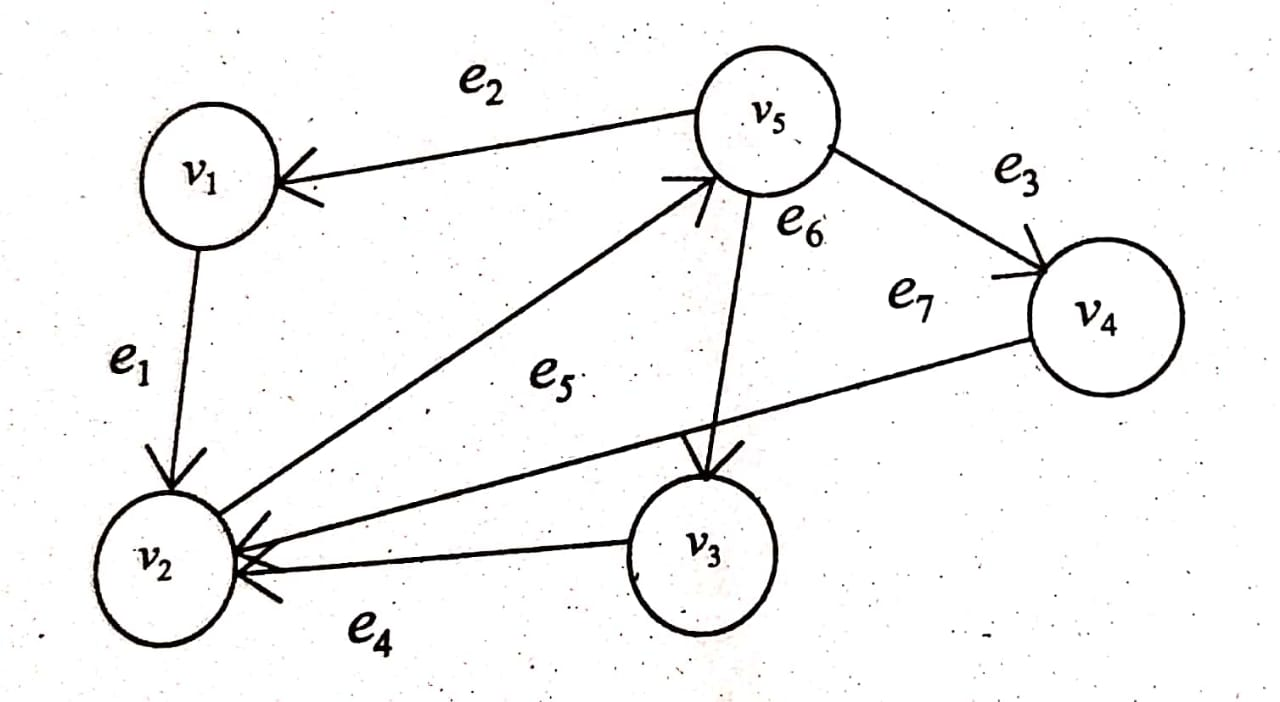 e₂
v₅
v₁
e₃
e₆
e₇
v₄
e₁
e₅
v₂
v₃
e₄